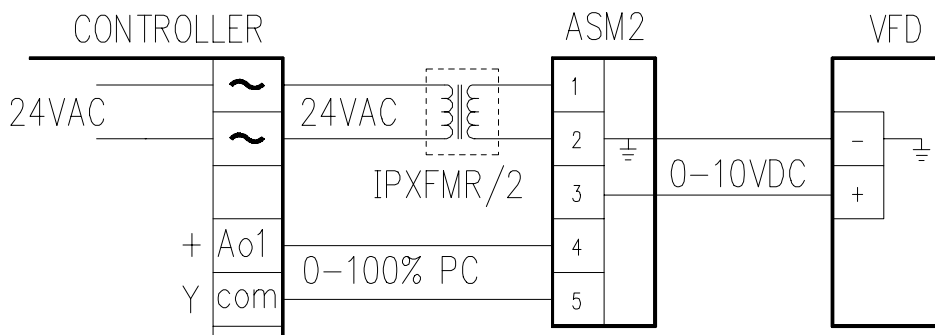 CONTROLLER
ASM2
VFD
~
1
24VAC
24VAC
~
2
-
IPXFMR/2
3
0-10VDC
+
+ Ao1
4
0-100% PC
Y com
5